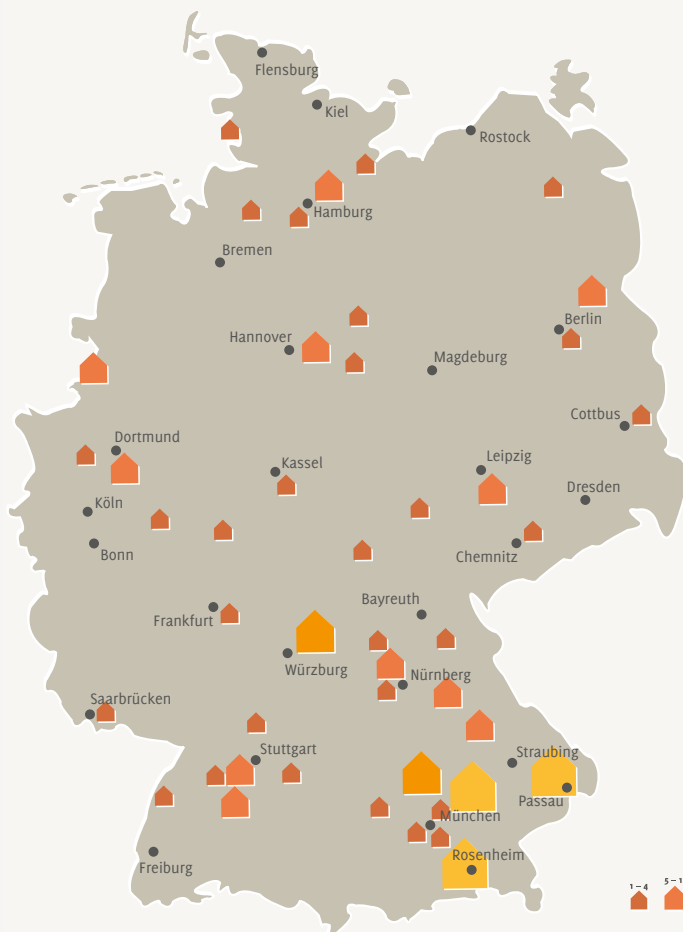 Flensburg
Kiel
Rostock
Hamburg
Bremen
Berlin
Hannover
Magdeburg
Cottbus
Dortmund
Leipzig
Kassel
Dresden
Köln
Bonn
Chemnitz
Bayreuth
Frankfurt
Würzburg
Nürnberg
Saarbrücken
Stuttgart
Straubing
Passau
München
Rosenheim
Freiburg
1 – 4